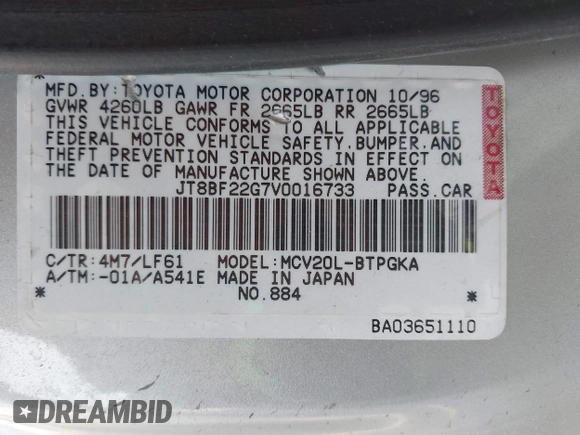 MFD.BY:TOYOTA MOTOR CORPORATION 10/96
GVWR 4260LB GAWR FR 2665LB RR 2665LB
THIS VEHICLE CONFORMS TO ALL APPLICABLE
FEDERAL MOTOR VEHICLE SAFETY,BUMPER,AND
THEFT PREVENTION STANDARDS IN EFFECT ON
THE DATE OF MANUFACTURE SHOWN ABOVE.
JT8BF22G7V0016733 PASS.CAR
TOYOTA
C/TR:4M7/LF61 MODEL:MCV20L-BTPGKA
A/TM:-01A/A541E MADE IN JAPAN
* NO.884 *
BA03651110
DREAMBID